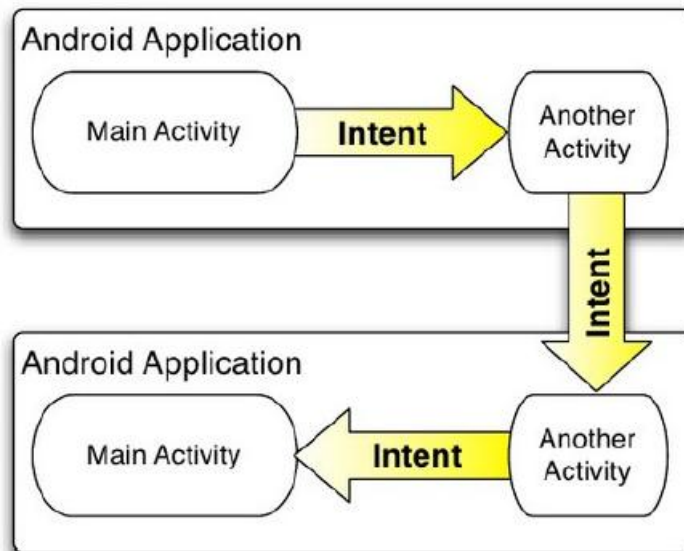 Android Application
Main Activity
Intent
Another
Activity
Intent
Android Application
Main Activity
Intent
Another
Activity